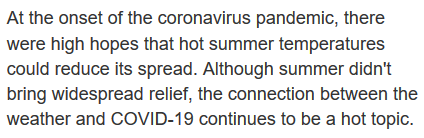 At the onset of the coronavirus pandemic, there
were high hopes that hot summer temperatures
could reduce its spread. Although summer didn't
bring widespread relief, the connection between the
weather and COVID-19 continues to be a hot topic.